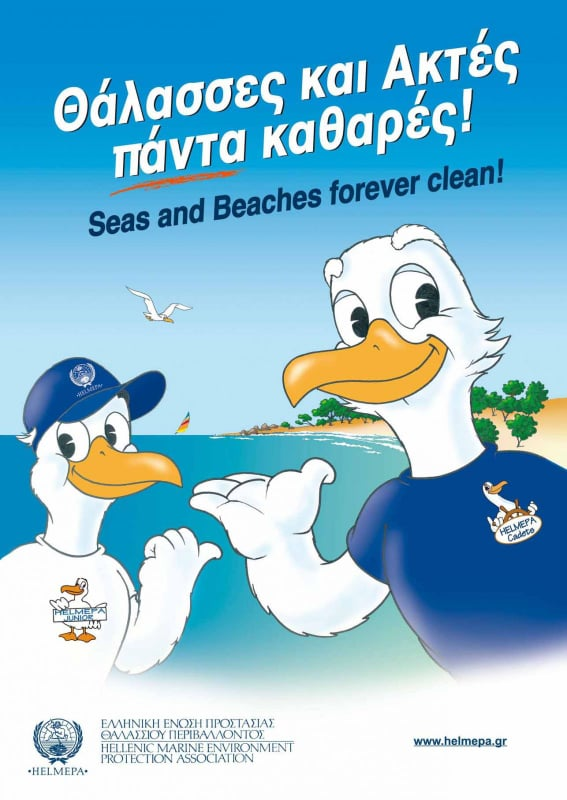 Θάλασσες και Ακτές
πάντα καθαρές!
Seas and Beaches forever clean!
•HELMEPA•
HELMEPA
JUNIOR
HELMEPA
Cadets
ΕΛΛΗΝΙΚΗ ΕΝΩΣΗ ΠΡΟΣΤΑΣΙΑΣ
ΘΑΛΑΣΣΙΟΥ ΠΕΡΙΒΑΛΛΟΝΤΟΣ
HELLENIC MARINE ENVIRONMENT
PROTECTION ASSOCIATION
•HELMEPA•
www.helmepa.gr